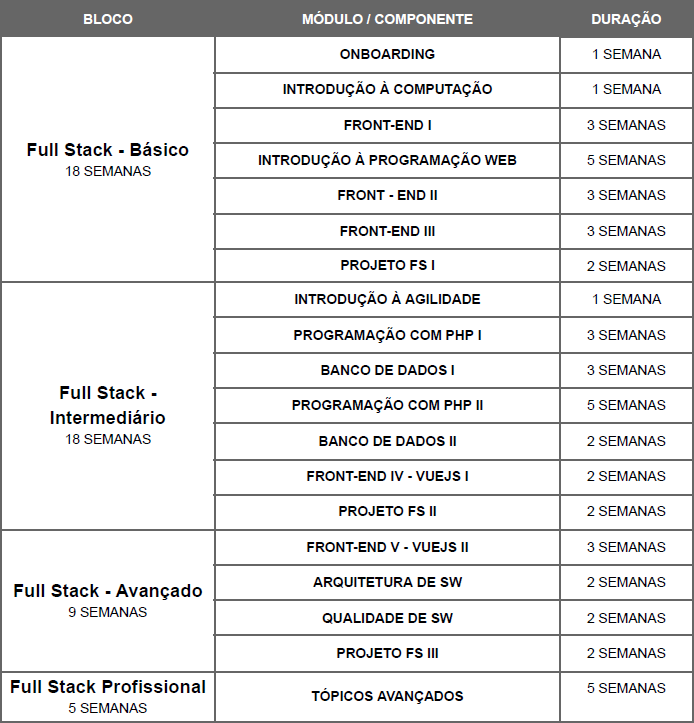 BLOCO MÓDULO / COMPONENTE DURAÇÃO
Full Stack - Básico
18 SEMANAS
ONBOARDING 1 SEMANA
INTRODUÇÃO À COMPUTAÇÃO 1 SEMANA
FRONT-END I 3 SEMANAS
INTRODUÇÃO À PROGRAMAÇÃO WEB 5 SEMANAS
FRONT - END II 3 SEMANAS
FRONT-END III 3 SEMANAS
PROJETO FS I 2 SEMANAS
Full Stack -
Intermediário
18 SEMANAS
INTRODUÇÃO À AGILIDADE 1 SEMANA
PROGRAMAÇÃO COM PHP I 3 SEMANAS
BANCO DE DADOS I 3 SEMANAS
PROGRAMAÇÃO COM PHP II 5 SEMANAS
BANCO DE DADOS II 2 SEMANAS
FRONT-END IV - VUEJS I 2 SEMANAS
PROJETO FS II 2 SEMANAS
Full Stack - Avançado
9 SEMANAS
FRONT-END V - VUEJS II 3 SEMANAS
ARQUITETURA DE SW 2 SEMANAS
QUALIDADE DE SW 2 SEMANAS
PROJETO FS III 2 SEMANAS
Full Stack Profissional
5 SEMANAS
TÓPICOS AVANÇADOS 5 SEMANAS